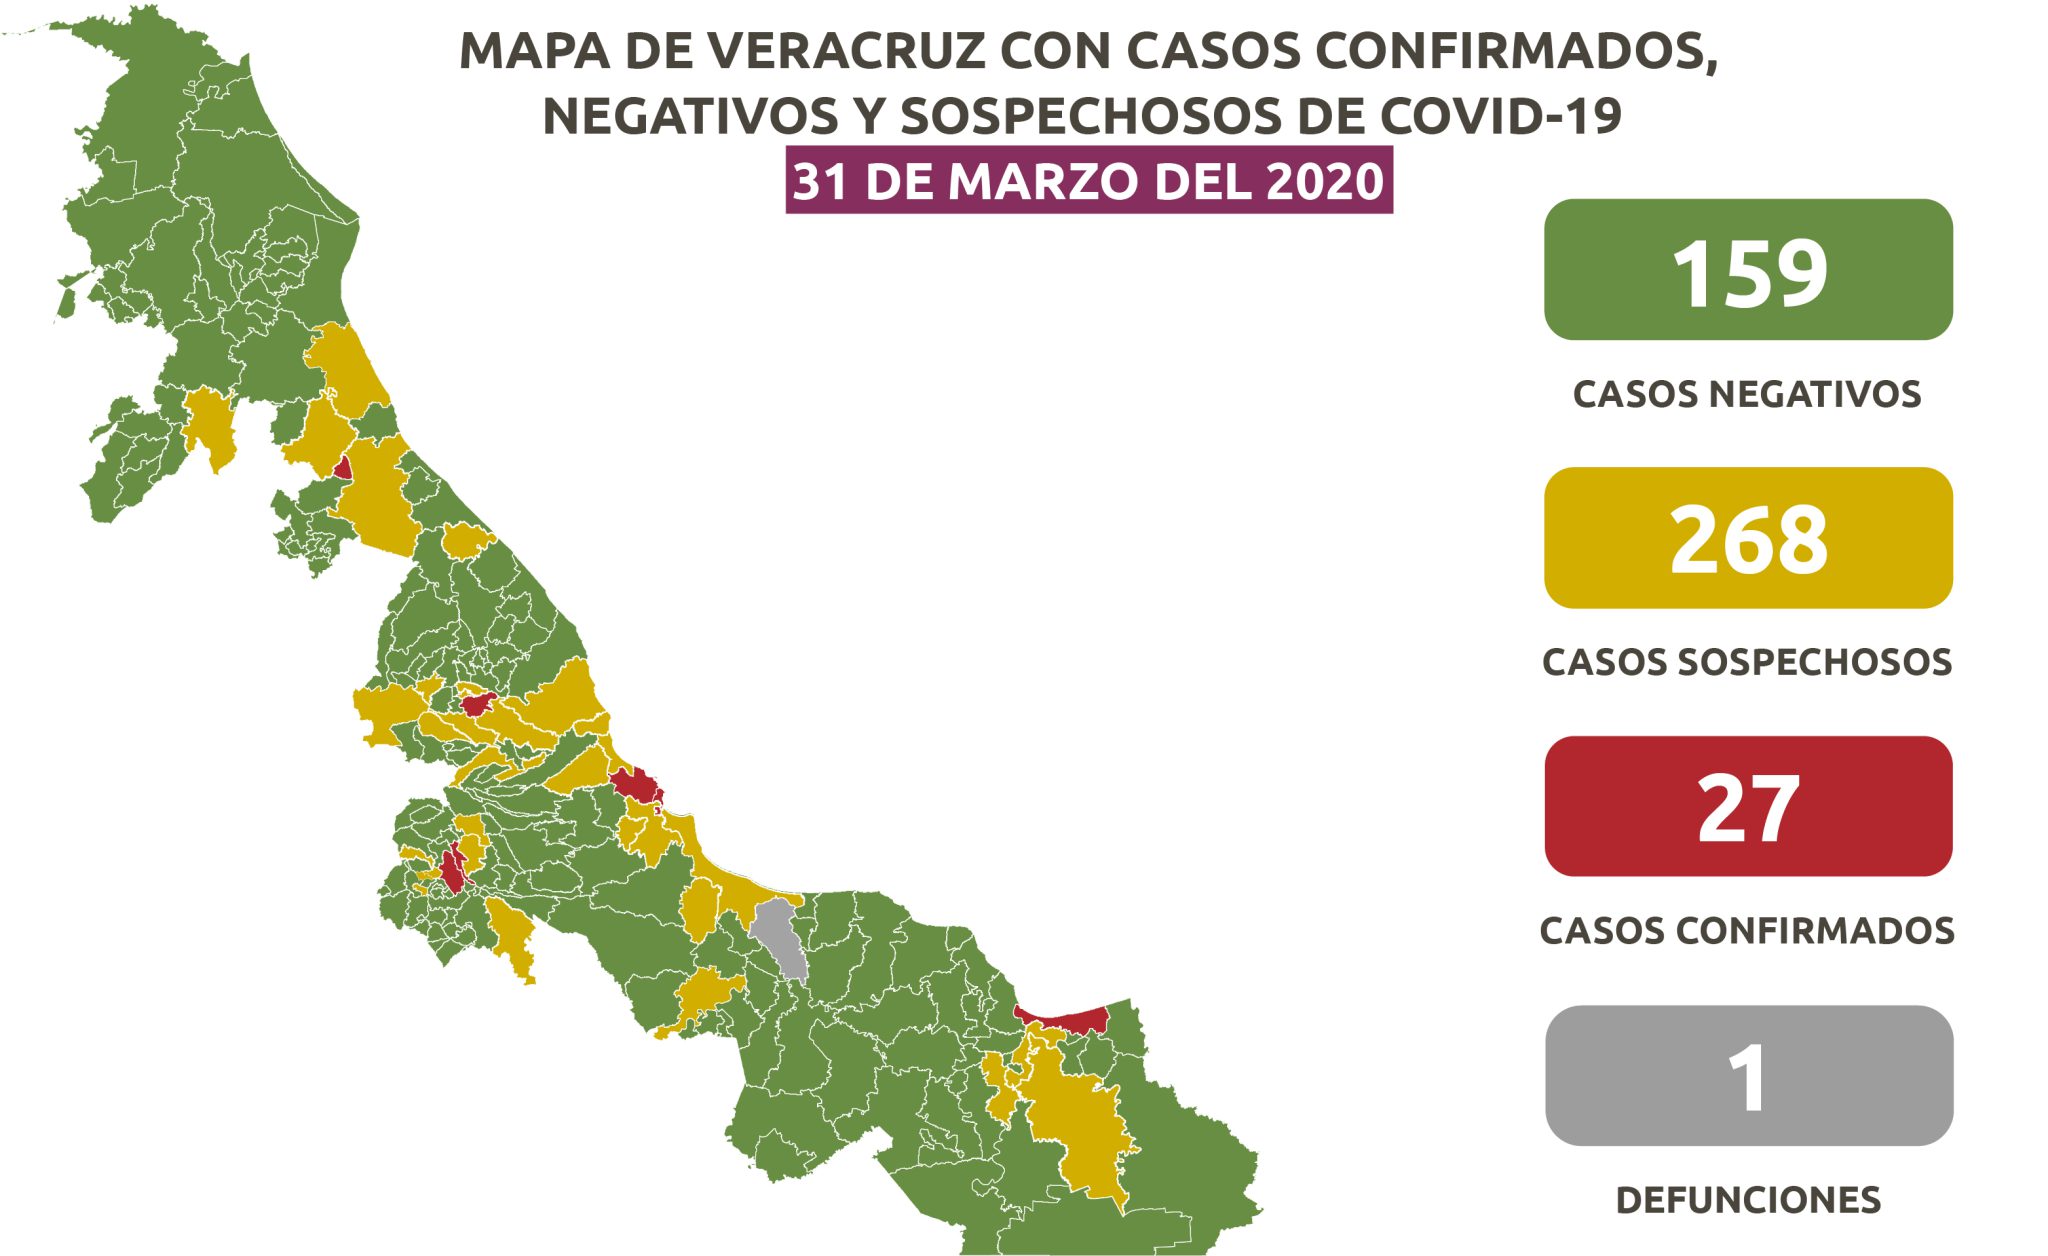 MAPA DE VERACRUZ CON CASOS CONFIRMADOS,
NEGATIVOS Y SOSPECHOSOS DE COVID-19
31 DE MARZO DEL 2020
159
CASOS NEGATIVOS
268
CASOS SOSPECHOSOS
27
CASOS CONFIRMADOS
1
DEFUNCIONES